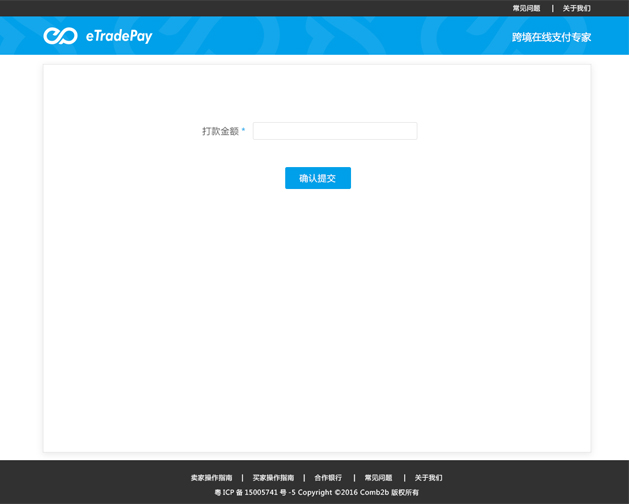 常见问题 | 关于我们
eTradePay
跨境在线支付专家
打款金额 *
确认提交
卖家操作指南 | 买家操作指南 | 合作银行 | 常见问题 | 关于我们
粤 ICP 备 15005741 号 -5 Copyright ©2016 Comb2b 版权所有